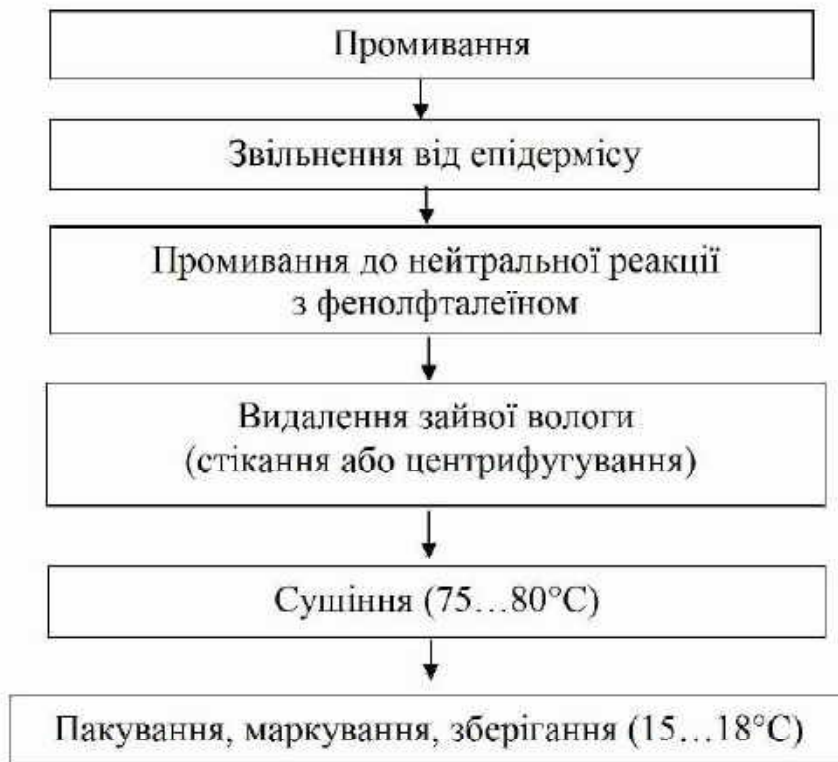 Промивання
Звільнення від епідермісу
Промивання до нейтральної реакції
з фенолфталеїном
Видалення зайвої вологи
(стікання або центрифугування)
Сушіння (75…80°С)
Пакування, маркування, зберігання (15…18°С)